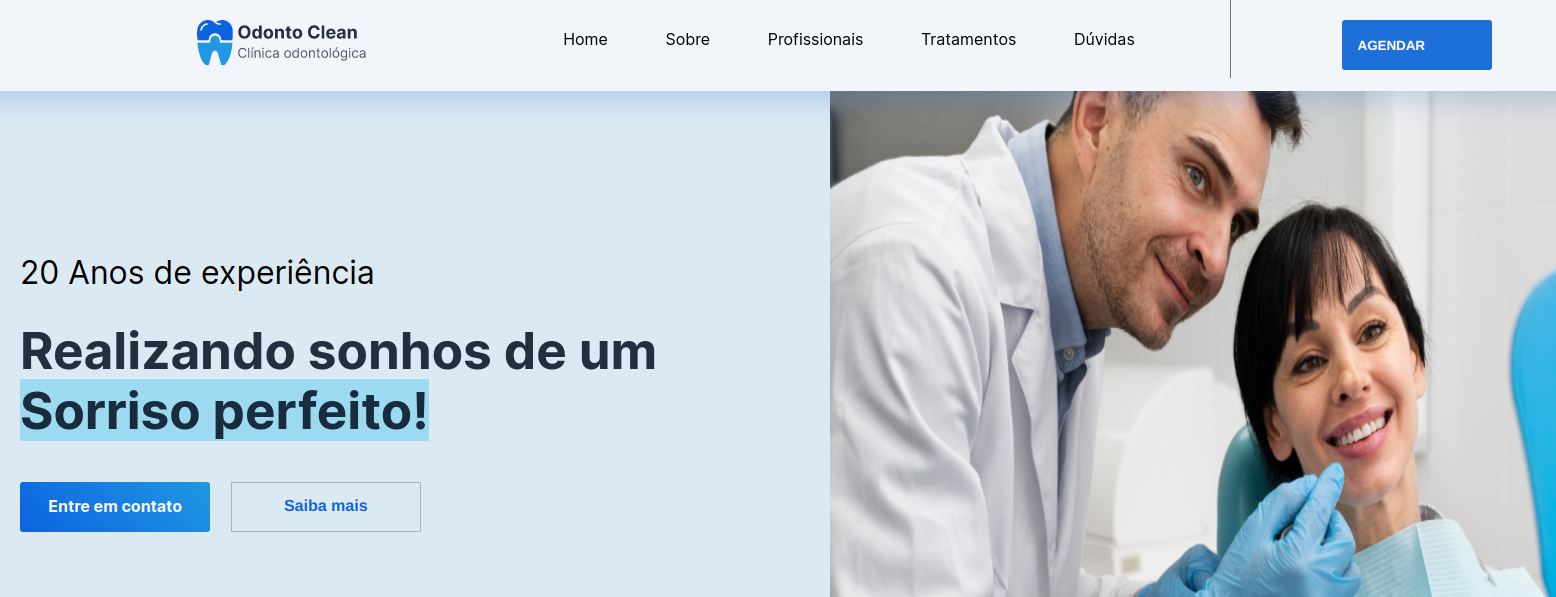 Odonto Clean
Clínica odontológica
Home
Sobre
Profissionais
Tratamentos
Dúvidas
AGENDAR
20 Anos de experiência
Realizando sonhos de um
Sorriso perfeito!
Entre em contato
Saiba mais